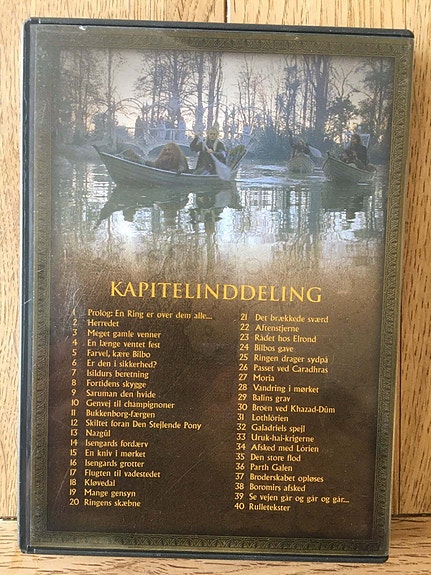 KAPITELINDDELING
1 Prolog: En Ring er over dem alle...
2 Herredet
3 Meget gamle venner
4 En længe ventet fest
5 Farvel, kære Bilbo
6 Er den i sikkerhed?
7 Isildurs beretning
8 Fortidens skygge
9 Saruman den hvide
10 Genvej til champignoner
11 Bukkenborg-færgen
12 Skiltet foran Den Stejlende Pony
13 Nazgûl
14 Isengards fordærv
15 En kniv i mørket
16 Isengards grotter
17 Flugten til vadestedet
18 Kløvedal
19 Mange gensyn
20 Ringens skæbne
21 Det brækkede sværd
22 Aftenstjerne
23 Rådet hos Elrond
24 Bilbos gave
25 Ringen drager sydpå
26 Passet ved Caradhras
27 Moria
28 Vandring i mørket
29 Balins grav
30 Broen ved Khazad-Dûm
31 Lothlórien
32 Galadriels spejl
33 Uruk-hai-krigerne
34 Afsked med Lórien
35 Den store flod
36 Parth Galen
37 Broderskabet opløses
38 Boromirs afsked
39 Se vejen går og går og går...
40 Rulletekster